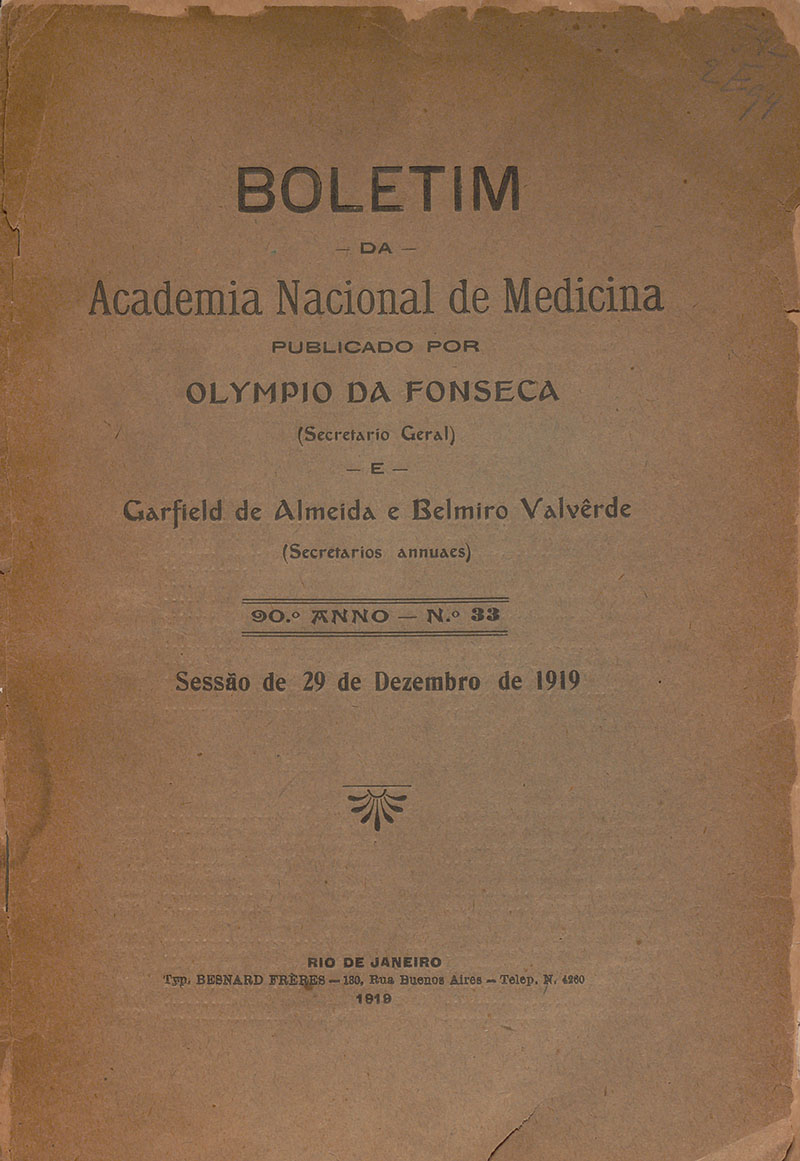 BOLETIM
— DA —
Academia Nacional de Medicina
PUBLICADO POR
OLYMPIO DA FONSECA
(Secretario Geral)
— E —
Garfield de Almeida e Belmiro Valvêrde
(Secretarios annuaes)
90.º ANNO — N.º 33
Sessão de 29 de Dezembro de 1919
RIO DE JANEIRO
Typ. BESNARD FRÈRES — 130, Rua Buenos Aires — Telep. N. 4260
1919